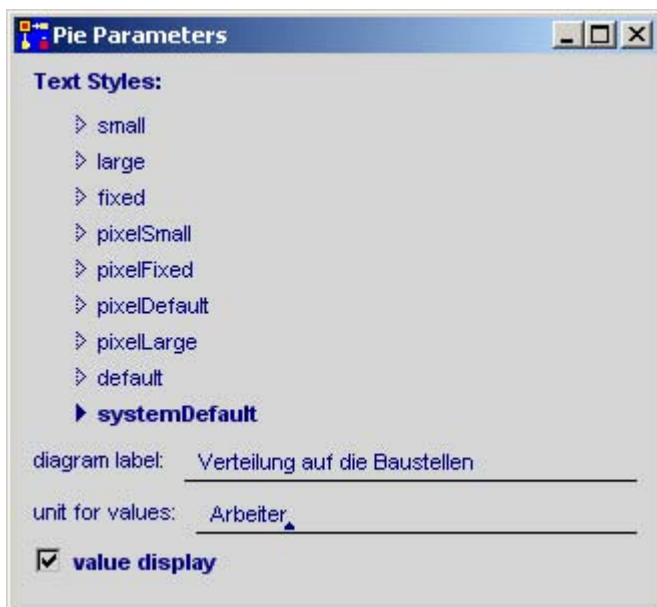 Pie Parameters
Text Styles:
small
large
fixed
pixelSmall
pixelFixed
pixelDefault
pixelLarge
default
systemDefault
diagram label: Verteilung auf die Baustellen
unit for values: Arbeiter
value display